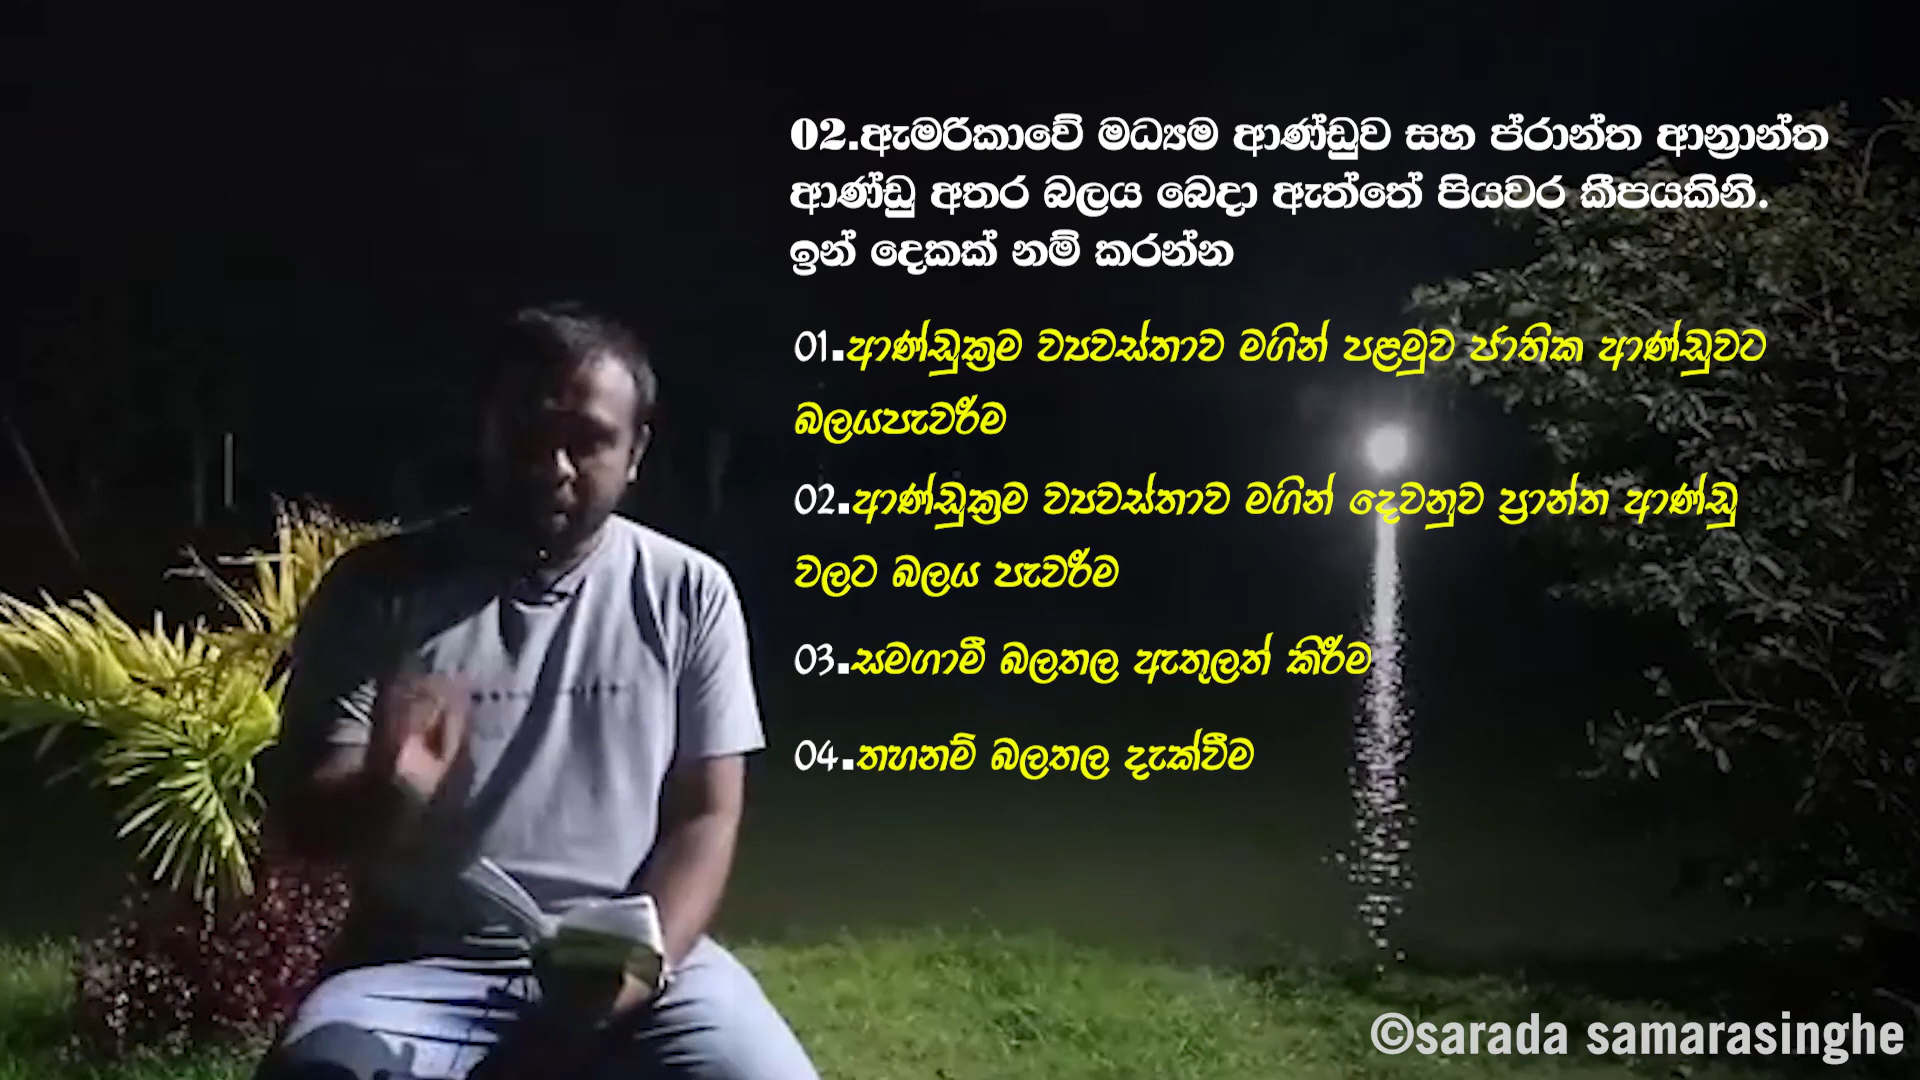 02.ඇමරිකාවේ මධ්‍යම ආණ්ඩුව සහ ප්රාන්ත ආන්‍රාන්ත
ආණ්ඩු අතර බලය බෙදා ඇත්තේ පියවර කීපයකිනි.
ඉන් දෙකක් නම් කරන්න
01.ආණ්ඩුක්‍රම ව්‍යවස්තාව මගින් පළමුව ජාතික ආණ්ඩුවට
බලයපැවරීම
02.ආණ්ඩුක්‍රම ව්‍යවස්තාව මගින් දෙවනුව ප්‍රාන්ත ආණ්ඩු
වලට බලය පැවරීම
03.සමගාමී බලතල ඇතුලත් කිරීම
04.තහනම් බලතල දැක්වීම
©sarada samarasinghe